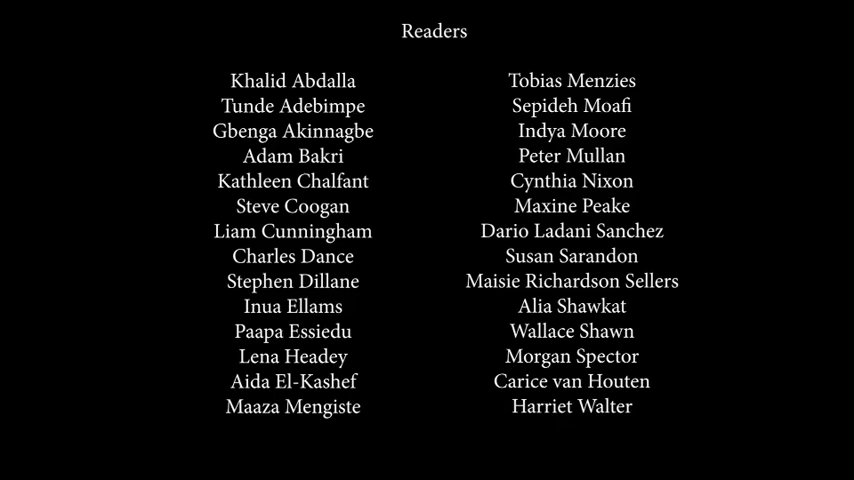 Readers
Khalid Abdalla
Tunde Adebimpe
Gbenga Akinnagbe
Adam Bakri
Kathleen Chalfant
Steve Coogan
Liam Cunningham
Charles Dance
Stephen Dillane
Inua Ellams
Paapa Essiedu
Lena Headey
Aida El-Kashef
Maaza Mengiste
Tobias Menzies
Sepideh Moafi
Indya Moore
Peter Mullan
Cynthia Nixon
Maxine Peake
Dario Ladani Sanchez
Susan Sarandon
Maisie Richardson Sellers
Alia Shawkat
Wallace Shawn
Morgan Spector
Carice van Houten
Harriet Walter